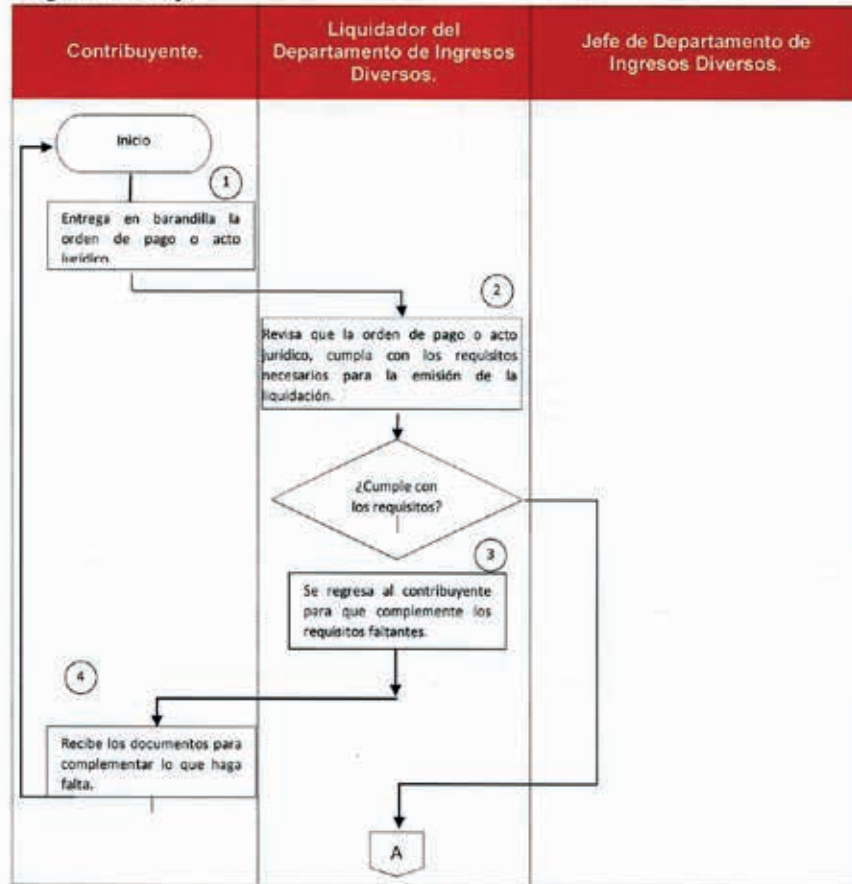 Contribuyente.
Liquidador del
Departamento de Ingresos
Diversos.
Jefe de Departamento de
Ingresos Diversos.
Inicio
1
Entrega en barandilla la
orden de pago o acto
jurídico.
2
Revisa que la orden de pago o acto
jurídico, cumpla con los requisitos
necesarios para la emisión de la
liquidación.
¿Cumple con
los requisitos?
3
Se regresa al contribuyente
para que complemente los
requisitos faltantes.
4
Recibe los documentos para
complementar lo que haga
falta.
A